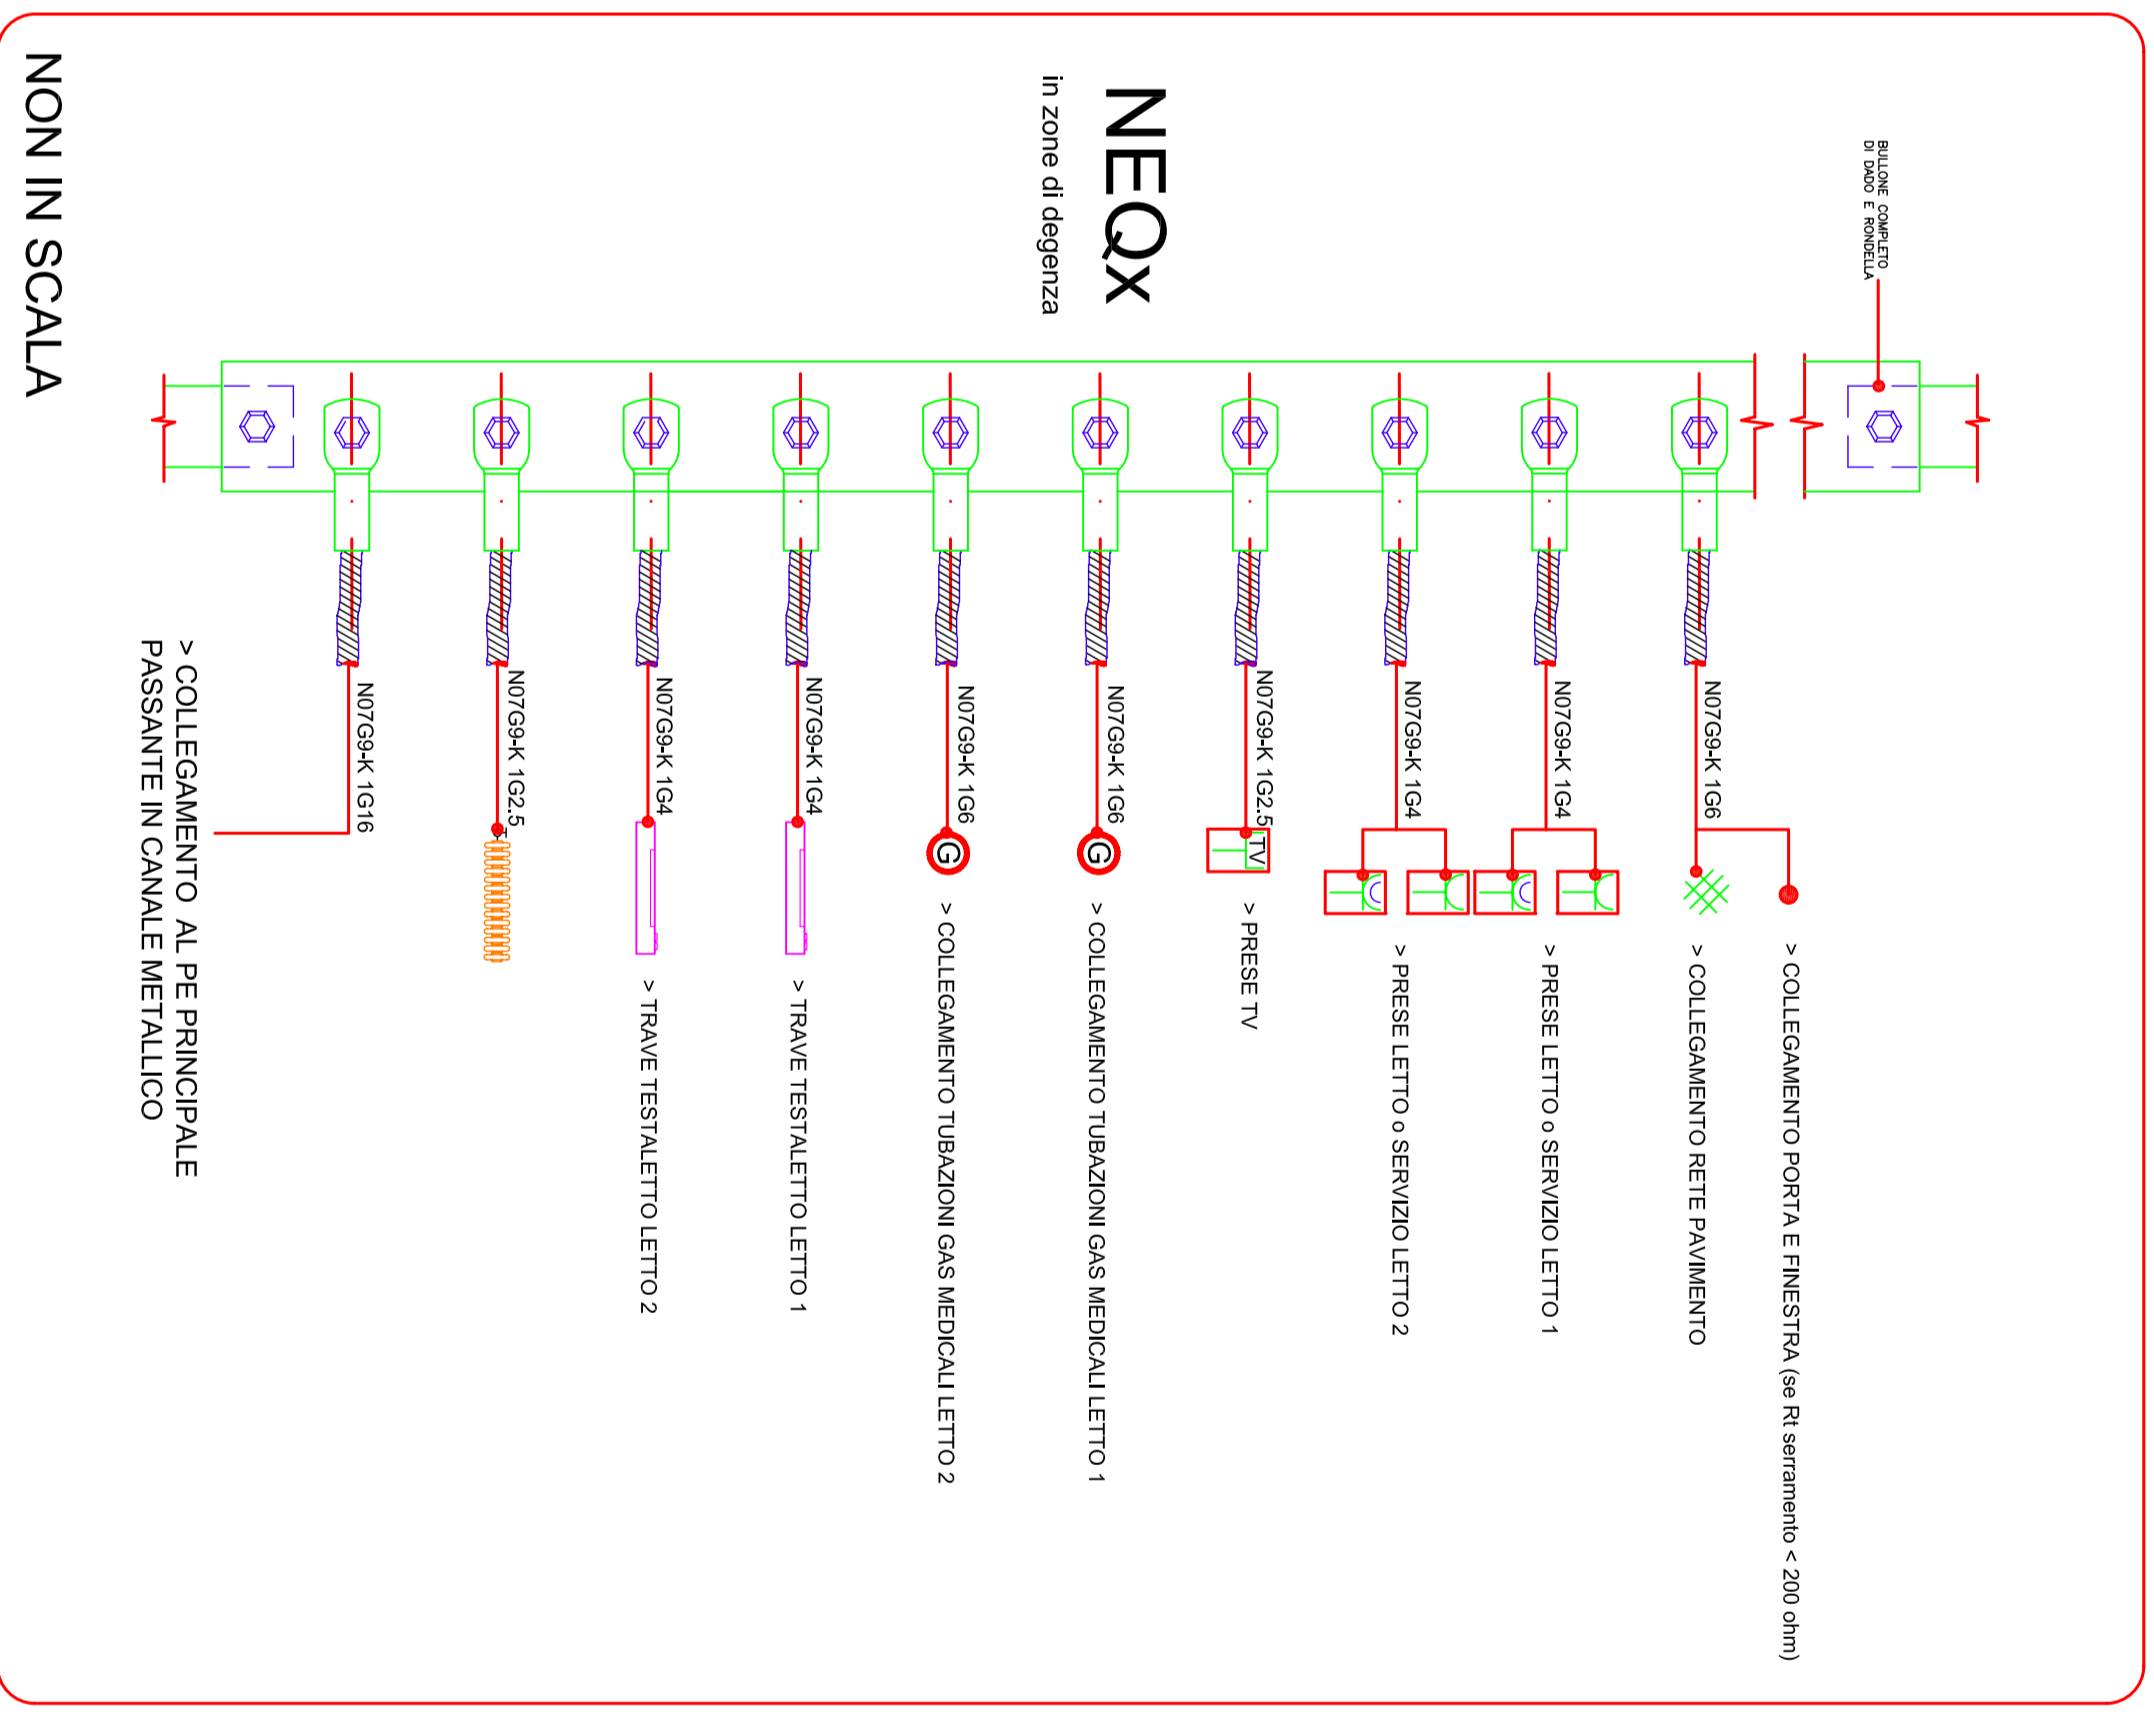 BULLONE COMPLETO
DI DADO E RONDELLA
NEQx
in zone di degenza
N07G9-K 1G6
> COLLEGAMENTO PORTA E FINESTRA (se Rt serramento < 200 ohm)
> COLLEGAMENTO RETE PAVIMENTO
N07G9-K 1G4
> PRESE LETTO o SERVIZIO LETTO 1
N07G9-K 1G4
> PRESE LETTO o SERVIZIO LETTO 2
N07G9-K 1G2.5
TV
> PRESE TV
N07G9-K 1G6
G
> COLLEGAMENTO TUBAZIONI GAS MEDICALI LETTO 1
N07G9-K 1G6
G
> COLLEGAMENTO TUBAZIONI GAS MEDICALI LETTO 2
N07G9-K 1G4
> TRAVE TESTALETTO LETTO 1
N07G9-K 1G4
> TRAVE TESTALETTO LETTO 2
N07G9-K 1G2.5
T
N07G9-K 1G16
> COLLEGAMENTO AL PE PRINCIPALE
PASSANTE IN CANALE METALLICO
NON IN SCALA